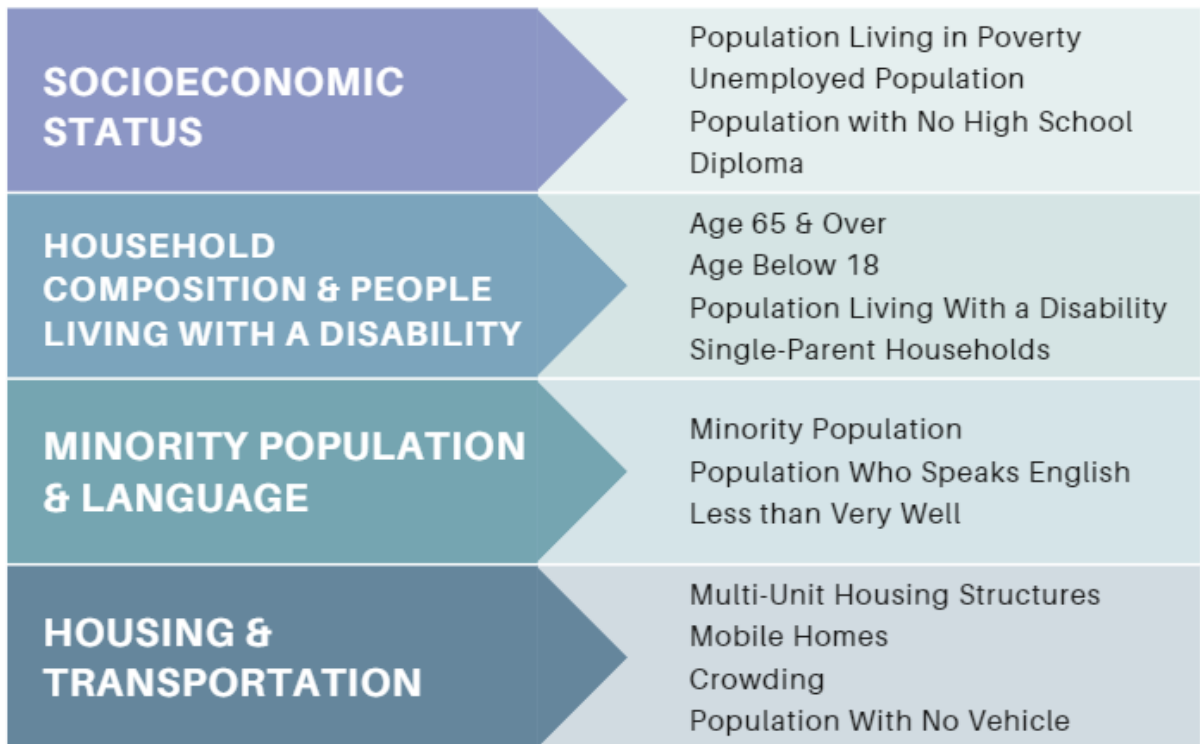 SOCIOECONOMIC
STATUS
Population Living in Poverty
Unemployed Population
Population with No High School
Diploma
HOUSEHOLD
COMPOSITION & PEOPLE
LIVING WITH A DISABILITY
Age 65 & Over
Age Below 18
Population Living With a Disability
Single-Parent Households
MINORITY POPULATION
& LANGUAGE
Minority Population
Population Who Speaks English
Less than Very Well
HOUSING &
TRANSPORTATION
Multi-Unit Housing Structures
Mobile Homes
Crowding
Population With No Vehicle